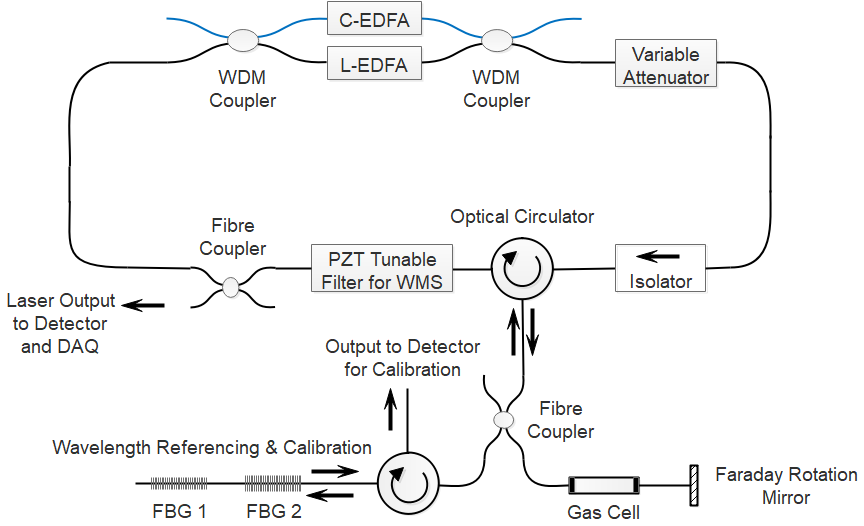 C-EDFA
L-EDFA
WDM
Coupler
WDM
Coupler
Variable
Attenuator
Fibre
Coupler
PZT Tunable
Filter for WMS
Optical Circulator
Isolator
Laser Output
to Detector
and DAQ
Output to Detector
for Calibration
Fibre
Coupler
Wavelength Referencing & Calibration
FBG 1
FBG 2
Gas Cell
Faraday Rotation
Mirror